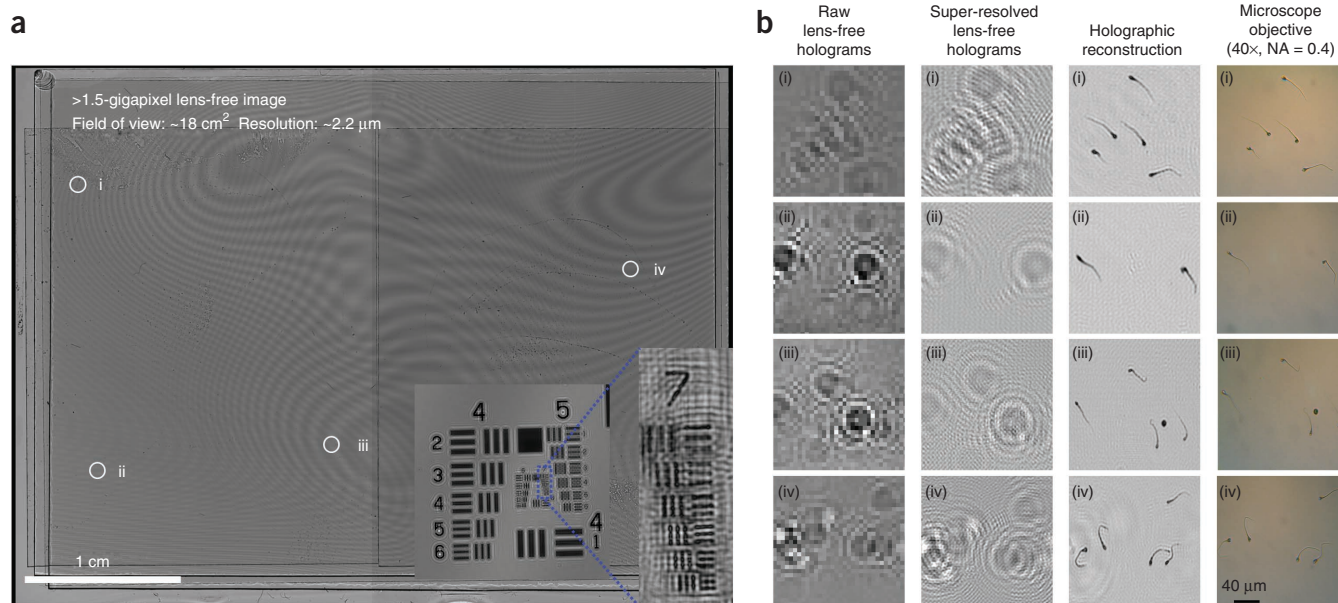 a
>1.5-gigapixel lens-free image
Field of view: ~18 cm² Resolution: ~2.2 μm
i
ii
iii
iv
1 cm
4
5
2
3
4
5
6
4
1
7
b
Raw
lens-free
holograms
Super-resolved
lens-free
holograms
Holographic
reconstruction
Microscope
objective
(40×, NA = 0.4)
(i)
(i)
(i)
(i)
(ii)
(ii)
(ii)
(ii)
(iii)
(iii)
(iii)
(iii)
(iv)
(iv)
(iv)
(iv)
40 μm